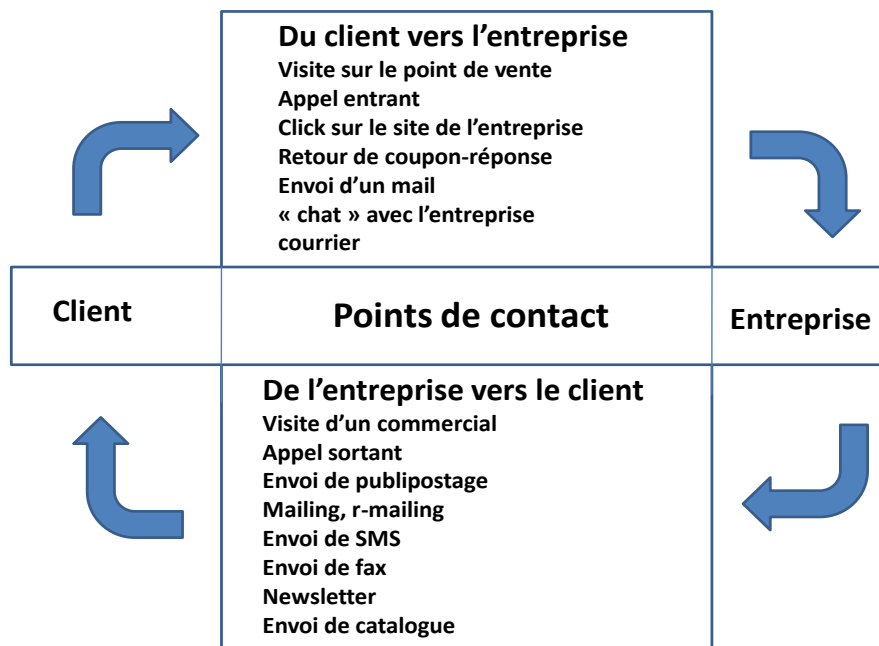 Du client vers l’entreprise
Visite sur le point de vente
Appel entrant
Click sur le site de l’entreprise
Retour de coupon-réponse
Envoi d’un mail
« chat » avec l’entreprise
courrier
Client
Points de contact
Entreprise
De l’entreprise vers le client
Visite d’un commercial
Appel sortant
Envoi de publipostage
Mailing, r-mailing
Envoi de SMS
Envoi de fax
Newsletter
Envoi de catalogue